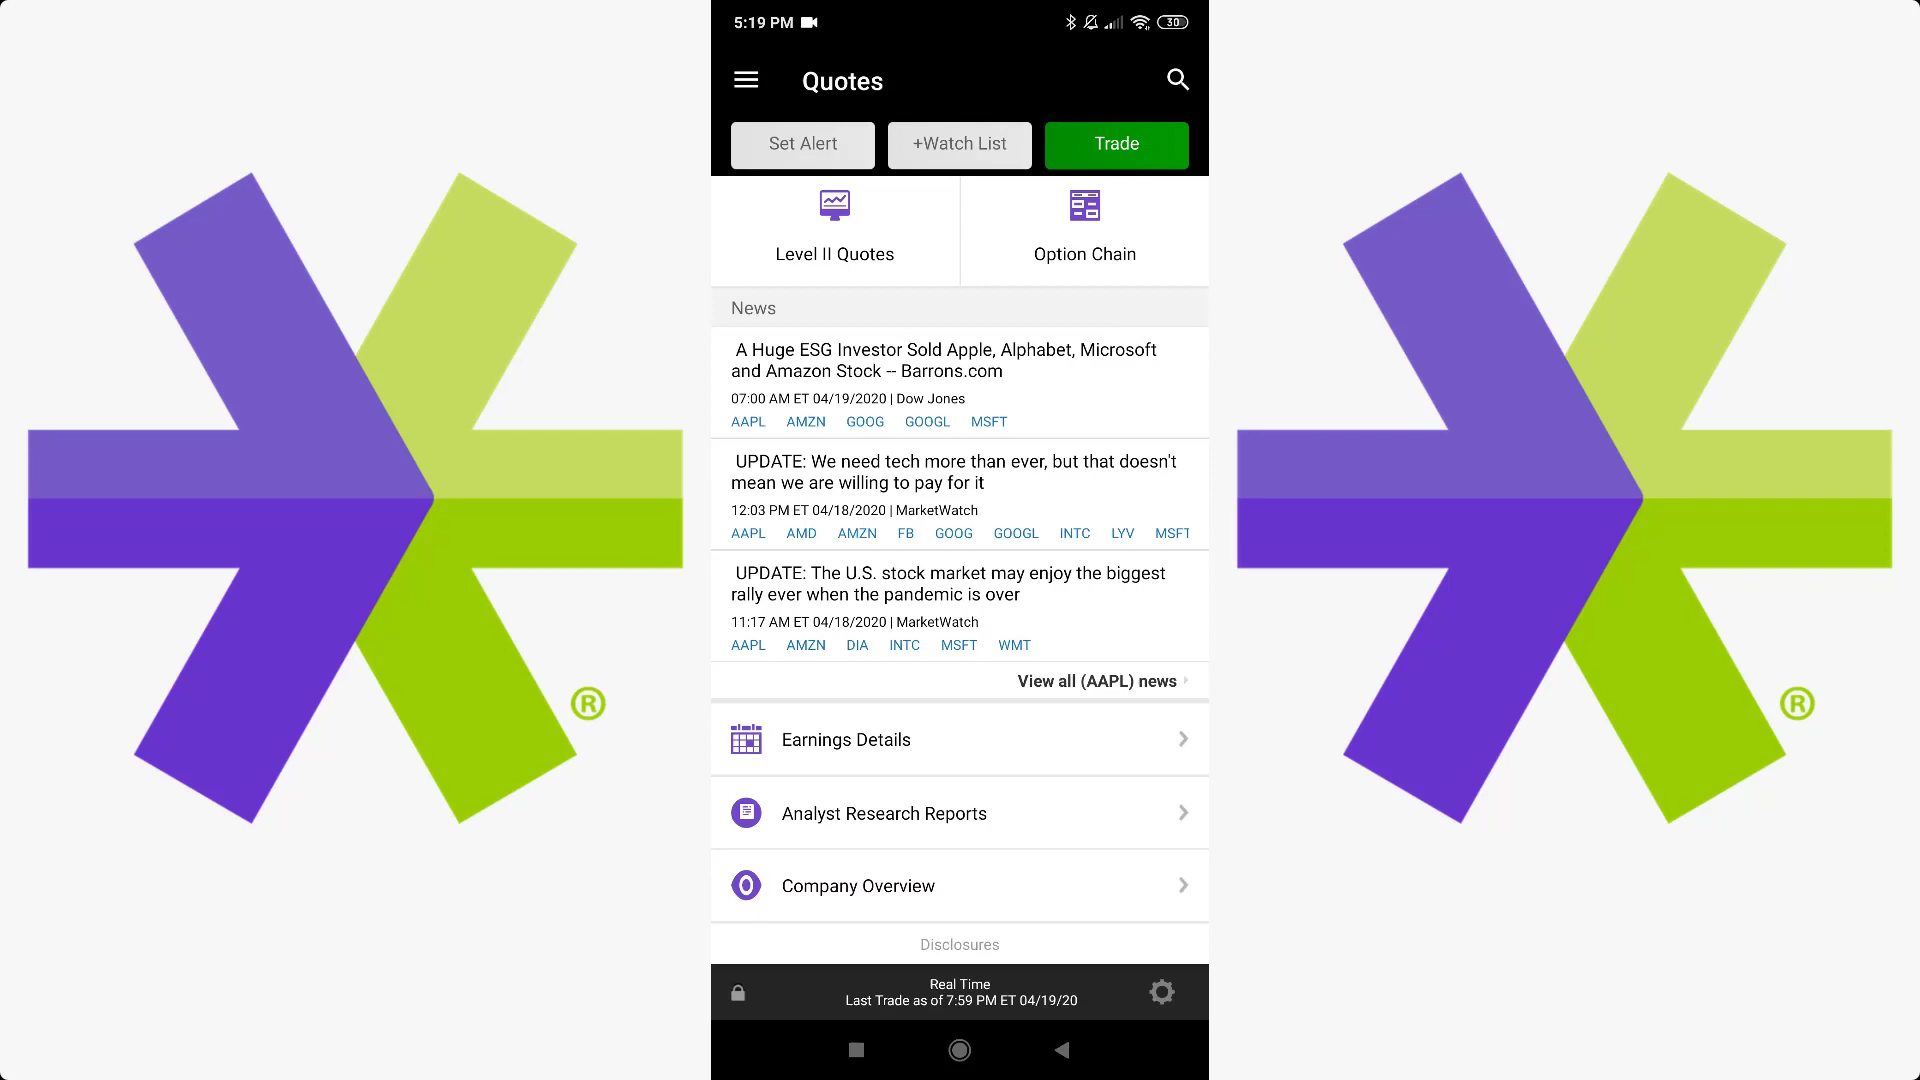 5:19 PM
30
Quotes
Set Alert
+Watch List
Trade
Level II Quotes
Option Chain
News
A Huge ESG Investor Sold Apple, Alphabet, Microsoft
and Amazon Stock -- Barrons.com
07:00 AM ET 04/19/2020 | Dow Jones
AAPL AMZN GOOG GOOGL MSFT
UPDATE: We need tech more than ever, but that doesn't
mean we are willing to pay for it
12:03 PM ET 04/18/2020 | MarketWatch
AAPL AMD AMZN FB GOOG GOOGL INTC LYV MSFT
UPDATE: The U.S. stock market may enjoy the biggest
rally ever when the pandemic is over
11:17 AM ET 04/18/2020 | MarketWatch
AAPL AMZN DIA INTC MSFT WMT
View all (AAPL) news
Earnings Details
Analyst Research Reports
Company Overview
Disclosures
Real Time
Last Trade as of 7:59 PM ET 04/19/20
®
®